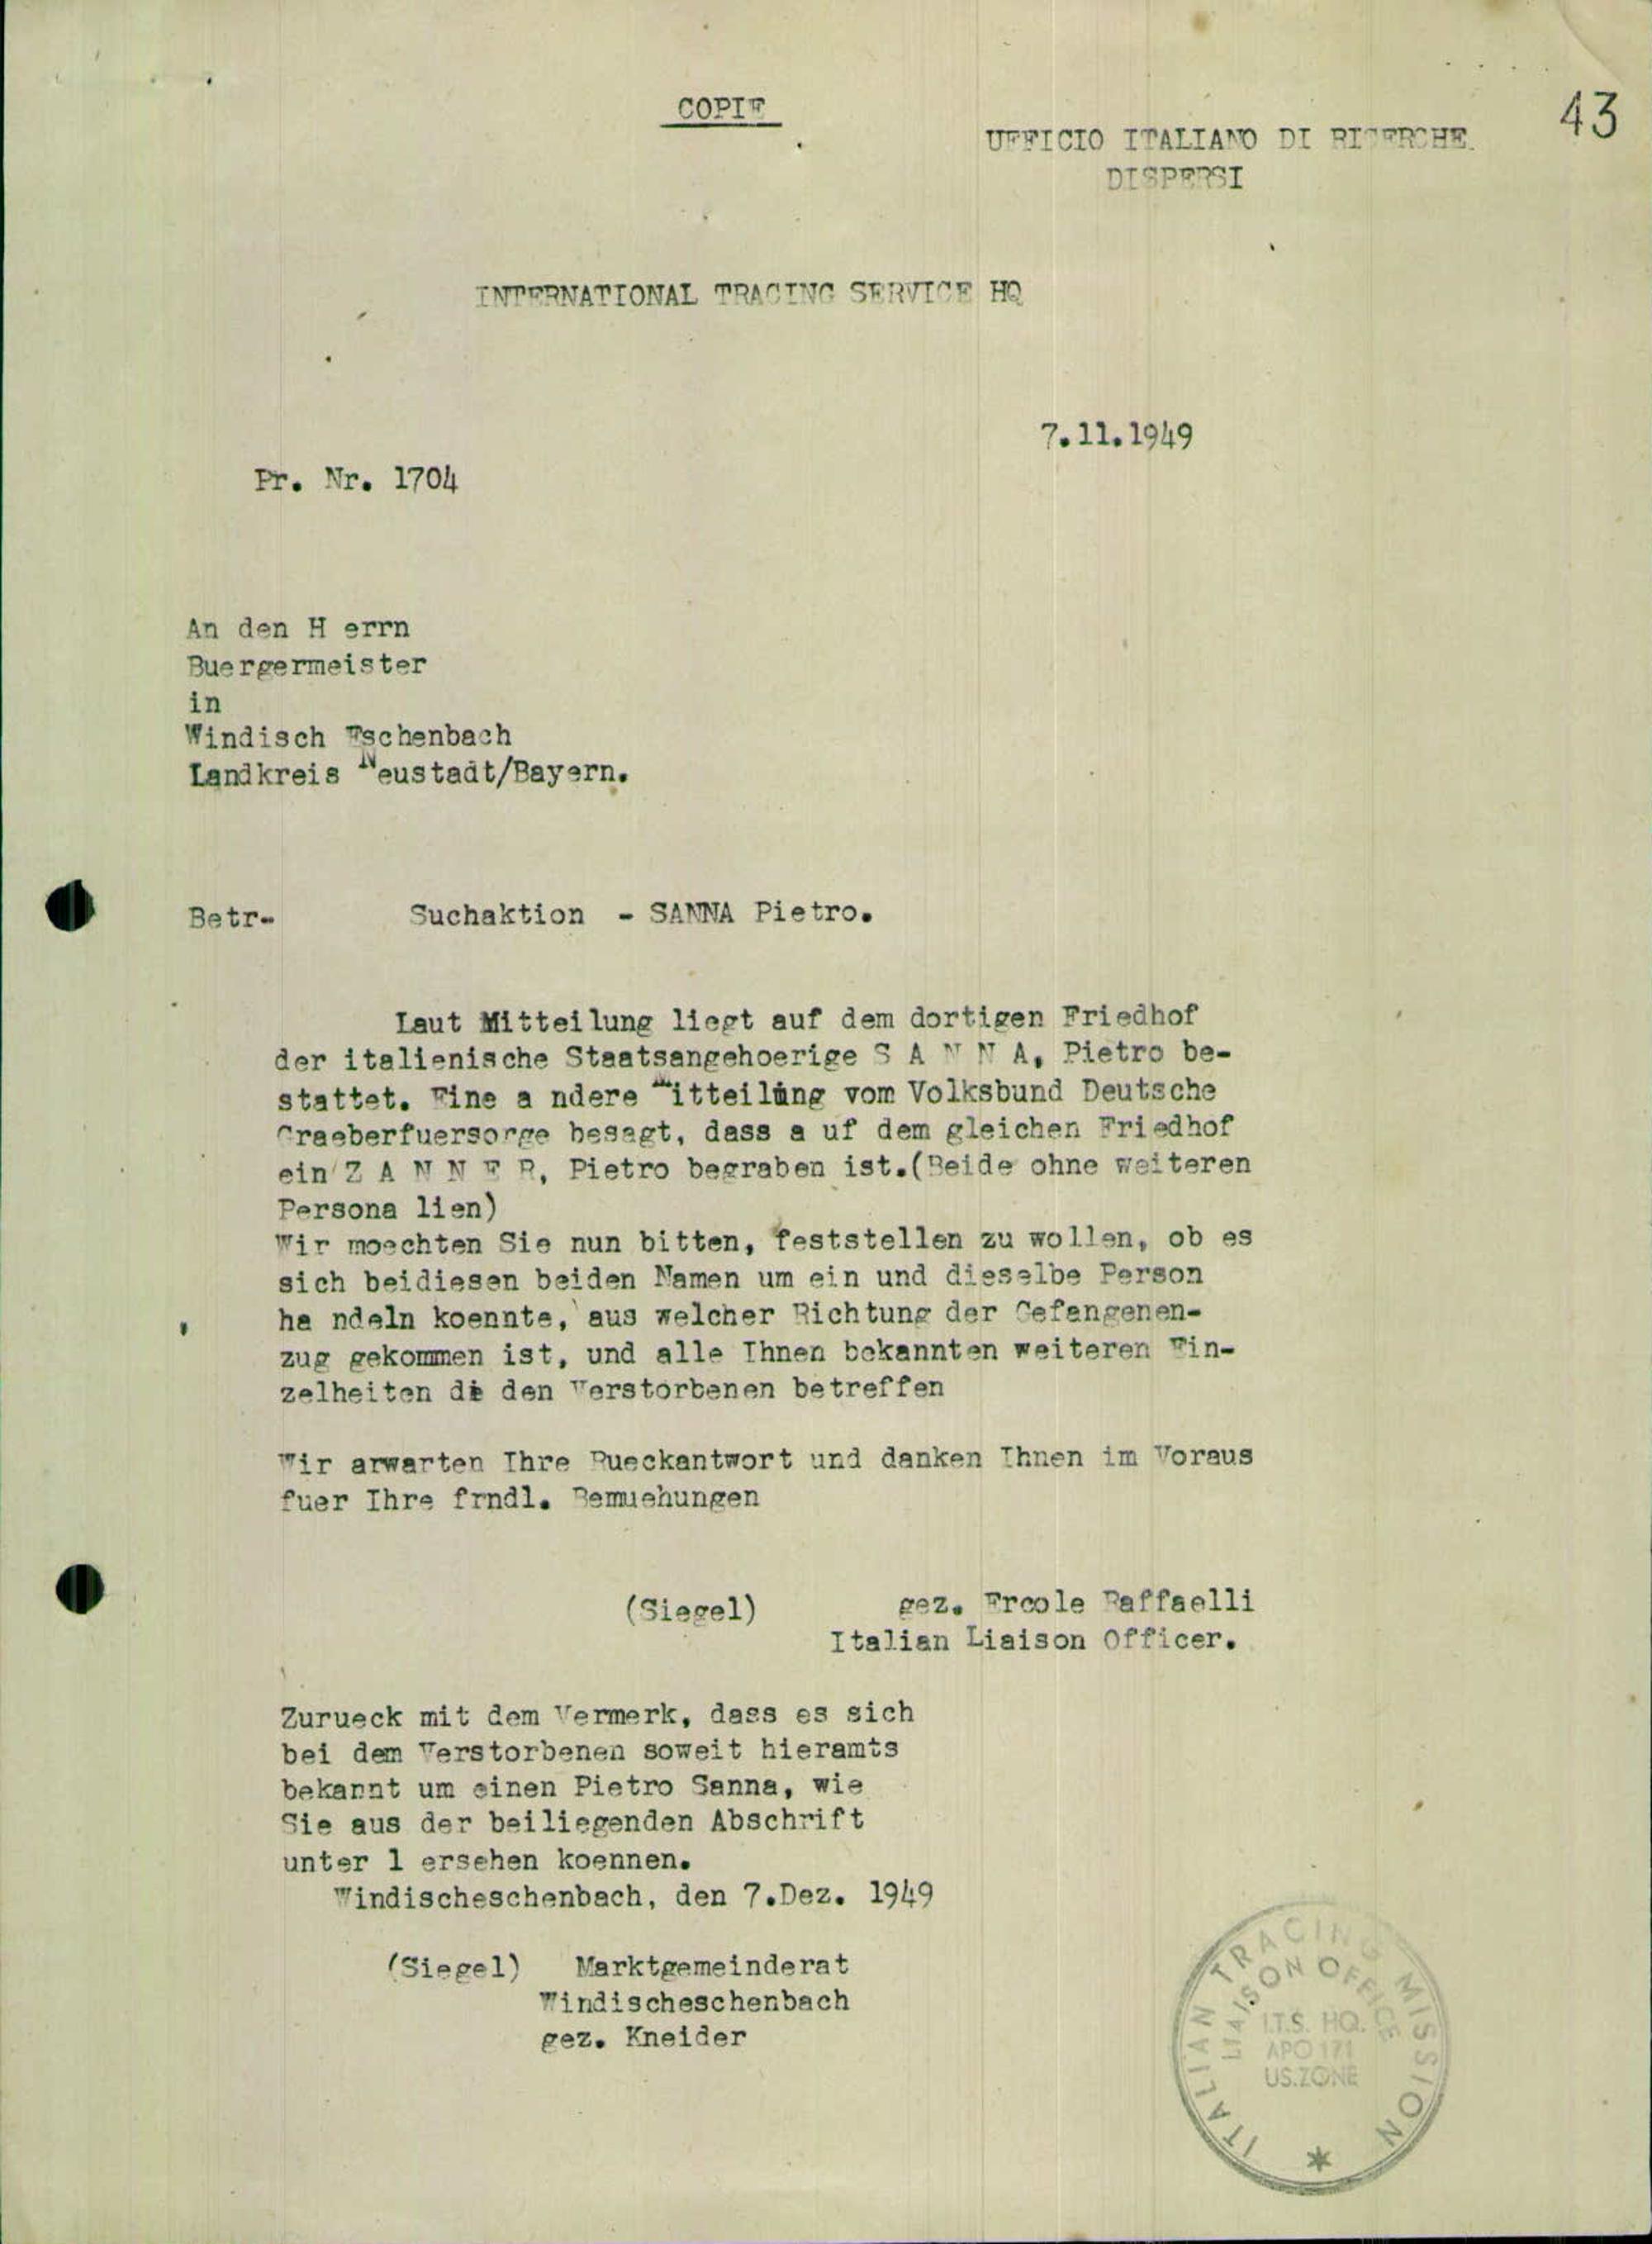 COPIE
43
UFFICIO ITALIANO DI RICERCHE
DISPERSI
INTERNATIONAL TRACING SERVICE HQ
7.11.1949
Pr. Nr. 1704
An den H errn
Buergermeister
in
Windisch Eschenbach
Landkreis Neustadt/Bayern.
Betr- Suchaktion - SANNA Pietro.
Laut Mitteilung liegt auf dem dortigen Friedhof
der italienische Staatsangehoerige S A N N A, Pietro be-
stattet. Eine a ndere Mitteilung vom Volksbund Deutsche
Graeberfuersorge besagt, dass a uf dem gleichen Friedhof
ein Z A N N E R, Pietro begraben ist.(Beide ohne weiteren
Persona lien)
Wir moechten Sie nun bitten, feststellen zu wollen, ob es
sich beidiesen beiden Namen um ein und dieselbe Person
ha ndeln koennte, aus welcher Richtung der Gefangenen-
zug gekommen ist, und alle Ihnen bekannten weiteren Ein-
zelheiten di den Verstorbenen betreffen
Wir arwarten Ihre Rueckantwort und danken Ihnen im Voraus
fuer Ihre frndl. Bemuehungen
(Siegel) gez. Ercole Raffaelli
Italian Liaison Officer.
Zurueck mit dem Vermerk, dass es sich
bei dem Verstorbenen soweit hieramts
bekannt um einen Pietro Sanna, wie
Sie aus der beiliegenden Abschrift
unter 1 ersehen koennen.
Windischeschenbach, den 7.Dez. 1949
(Siegel) Marktgemeinderat
Windischeschenbach
gez. Kneider
ITALIAN TRACING MISSION
LIAISON OFFICE
I.T.S. HQ.
APO 171
US.ZONE